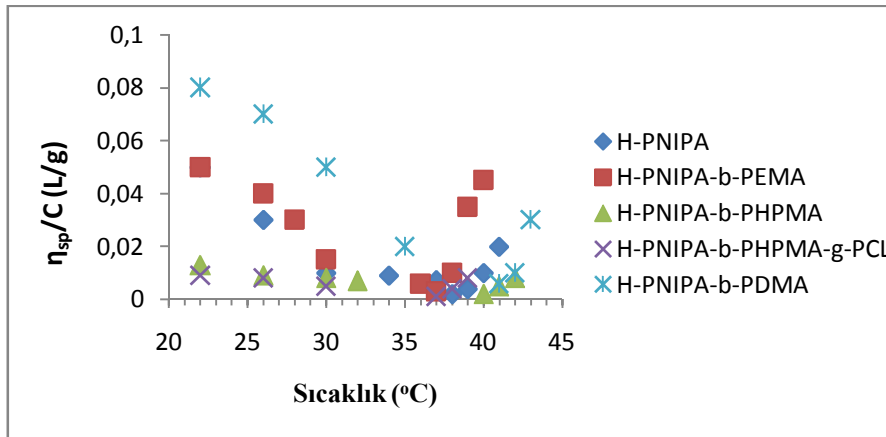 0,1
0,08
0,06
0,04
0,02
0
ηsp/C (L/g)
20 25 30 35 40 45
Sıcaklık (ºC)
H-PNIPA
H-PNIPA-b-PEMA
H-PNIPA-b-PHPMA
H-PNIPA-b-PHPMA-g-PCL
H-PNIPA-b-PDMA